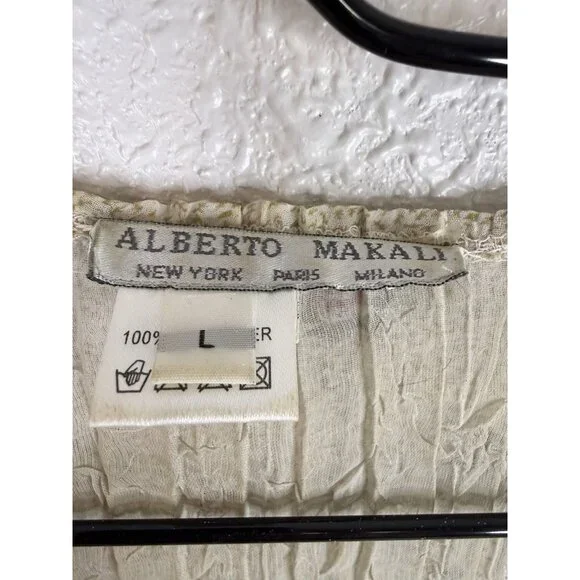 ALBERTO MAKALI
NEW YORK PARIS MILANO
L
100% ER